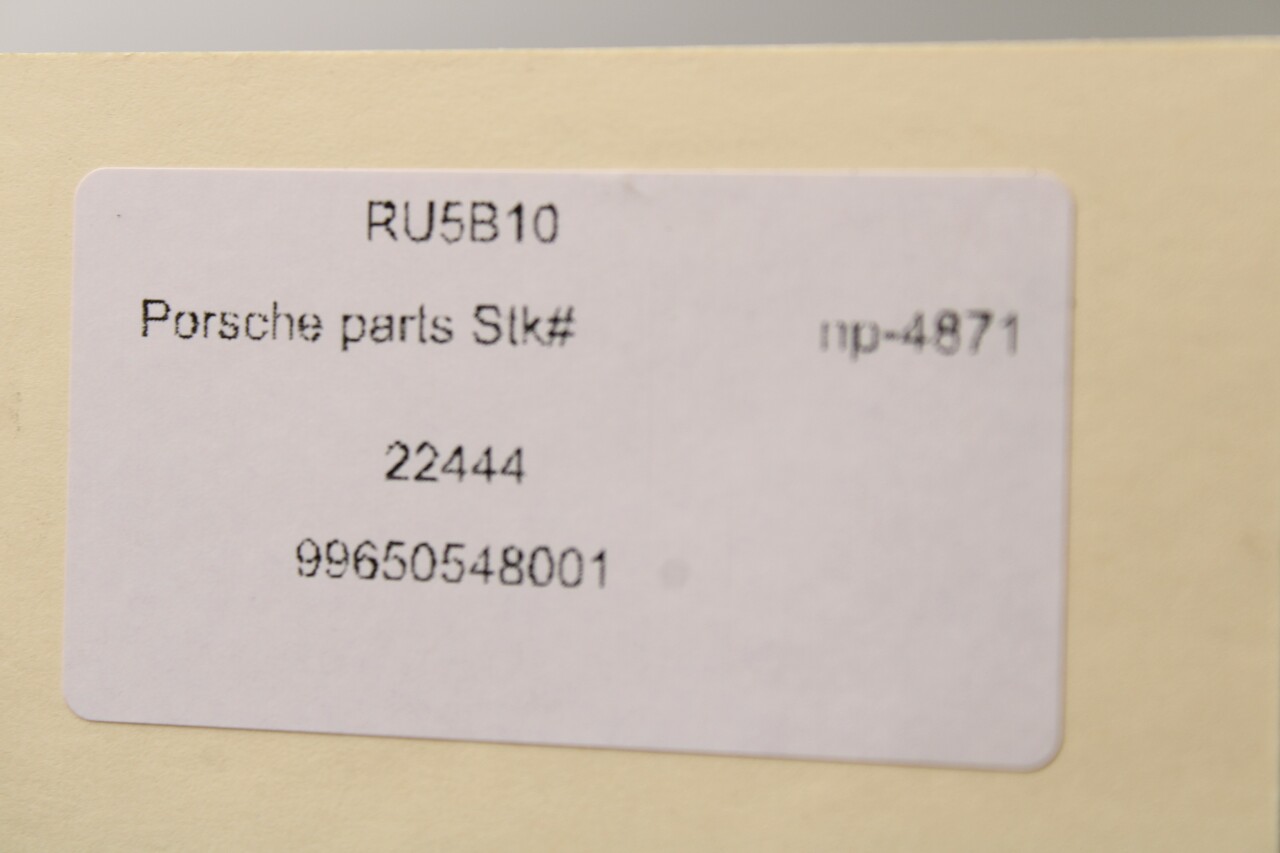 RU5B10
Porsche parts Stk# np-4871
22444
99650548001